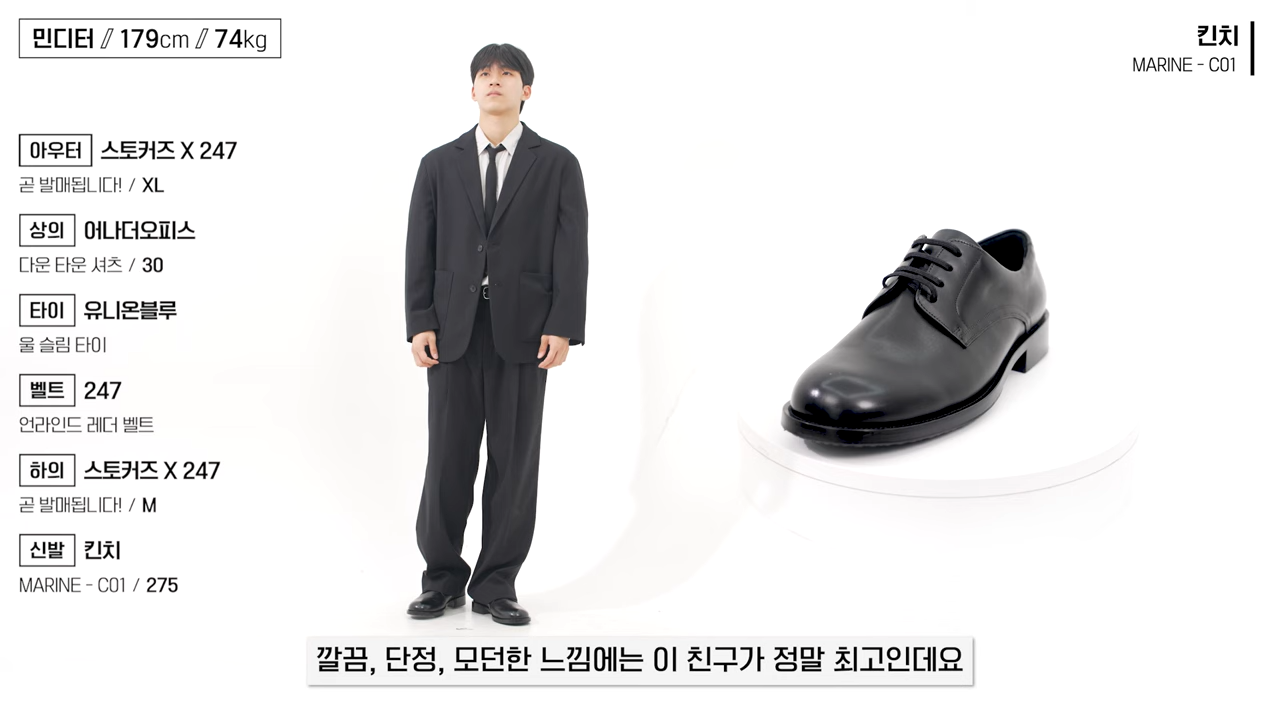 민디터 // 179cm // 74kg
킨치
MARINE - C01
아우터 스토커즈 X 247
곧 발매됩니다! / XL
상의 어나더오피스
다운 타운 셔츠 / 30
타이 유니온블루
울 슬림 타이
벨트 247
언라인드 레더 벨트
하의 스토커즈 X 247
곧 발매됩니다! / M
신발 킨치
MARINE - C01 / 275
깔끔, 단정, 모던한 느낌에는 이 친구가 정말 최고인데요